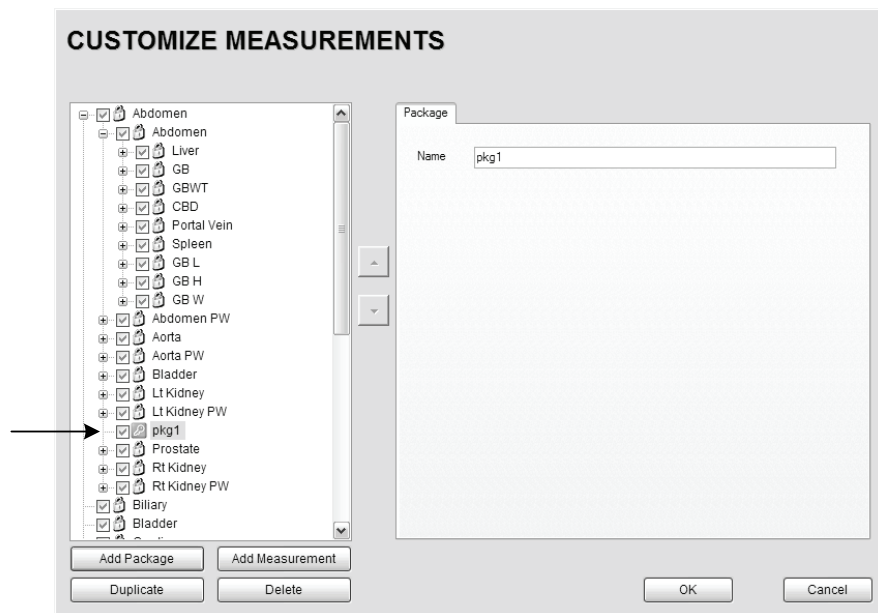 CUSTOMIZE MEASUREMENTS
Abdomen
Abdomen
Liver
GB
GBWT
CBD
Portal Vein
Spleen
GB L
GB H
GB W
Abdomen PW
Aorta
Aorta PW
Bladder
Lt Kidney
Lt Kidney PW
pkg1
Prostate
Rt Kidney
Rt Kidney PW
Biliary
Bladder
Package
Name pkg1
Add Package Add Measurement
Duplicate Delete
OK Cancel